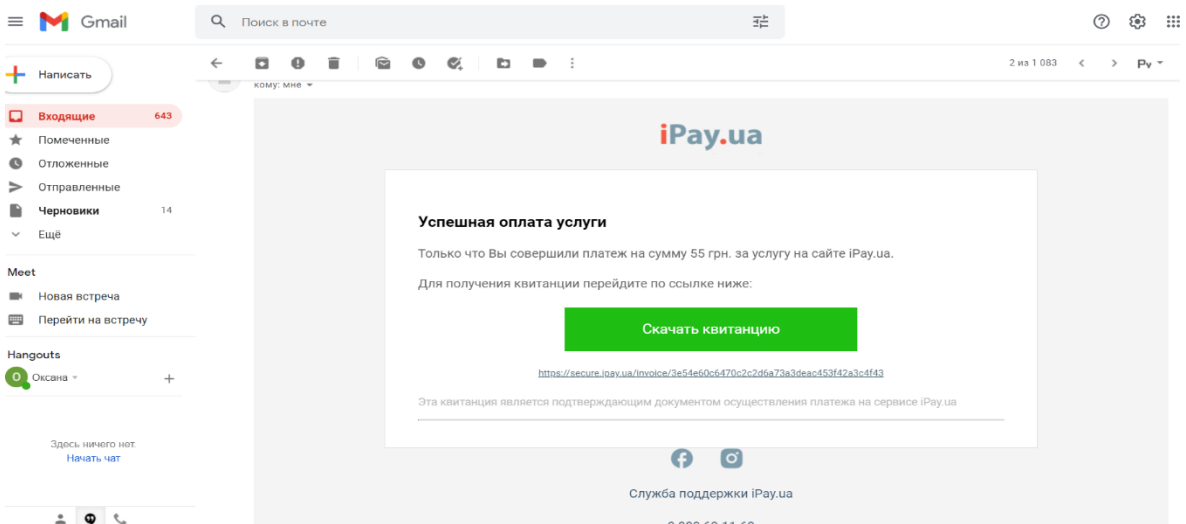 Gmail
Поиск в почте
Написать
2 из 1 083
Ру
кому: мне
Входящие 643
Помеченные
Отложенные
Отправленные
Черновики 14
Ещё
Meet
Новая встреча
Перейти на встречу
Hangouts
О Оксана
Здесь ничего нет.
Начать чат
iPay.ua
Успешная оплата услуги
Только что Вы совершили платеж на сумму 55 грн. за услугу на сайте iPay.ua.
Для получения квитанции перейдите по ссылке ниже:
Скачать квитанцию
https://secure.ipay.ua/invoice/3e54e60c6470c2c2d6a73a3deac453f42a3c4f43
Эта квитанция является подтверждающим документом осуществления платежа на сервисе iPay.ua
Служба поддержки iPay.ua